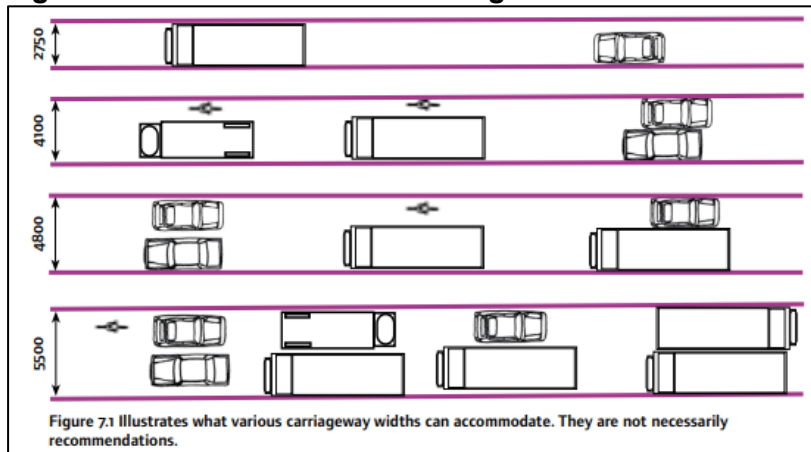 2750
4100
4800
5500
Figure 7.1 Illustrates what various carriageway widths can accommodate. They are not necessarily
recommendations.